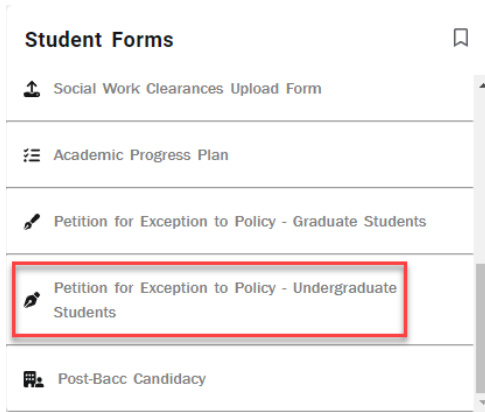 Student Forms
Social Work Clearances Upload Form
Academic Progress Plan
Petition for Exception to Policy - Graduate Students
Petition for Exception to Policy - Undergraduate
Students
Post-Bacc Candidacy